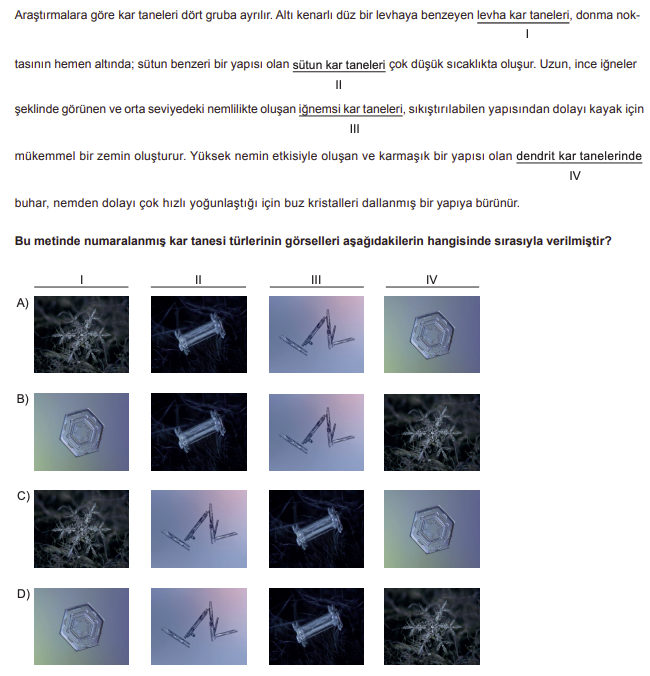 Araştırmalara göre kar taneleri dört gruba ayrılır. Altı kenarlı düz bir levhaya benzeyen levha kar taneleri, donma nok-
I
tasının hemen altında; sütun benzeri bir yapısı olan sütun kar taneleri çok düşük sıcaklıkta oluşur. Uzun, ince iğneler
II
şeklinde görünen ve orta seviyedeki nemlilikte oluşan iğnemsi kar taneleri, sıkıştırılabilen yapısından dolayı kayak için
III
mükemmel bir zemin oluşturur. Yüksek nemin etkisiyle oluşan ve karmaşık bir yapısı olan dendrit kar tanelerinde
IV
buhar, nemden dolayı çok hızlı yoğunlaştığı için buz kristalleri dallanmış bir yapıya bürünür.
Bu metinde numaralanmış kar tanesi türlerinin görselleri aşağıdakilerin hangisinde sırasıyla verilmiştir?
I II III IV
A)
B)
C)
D)